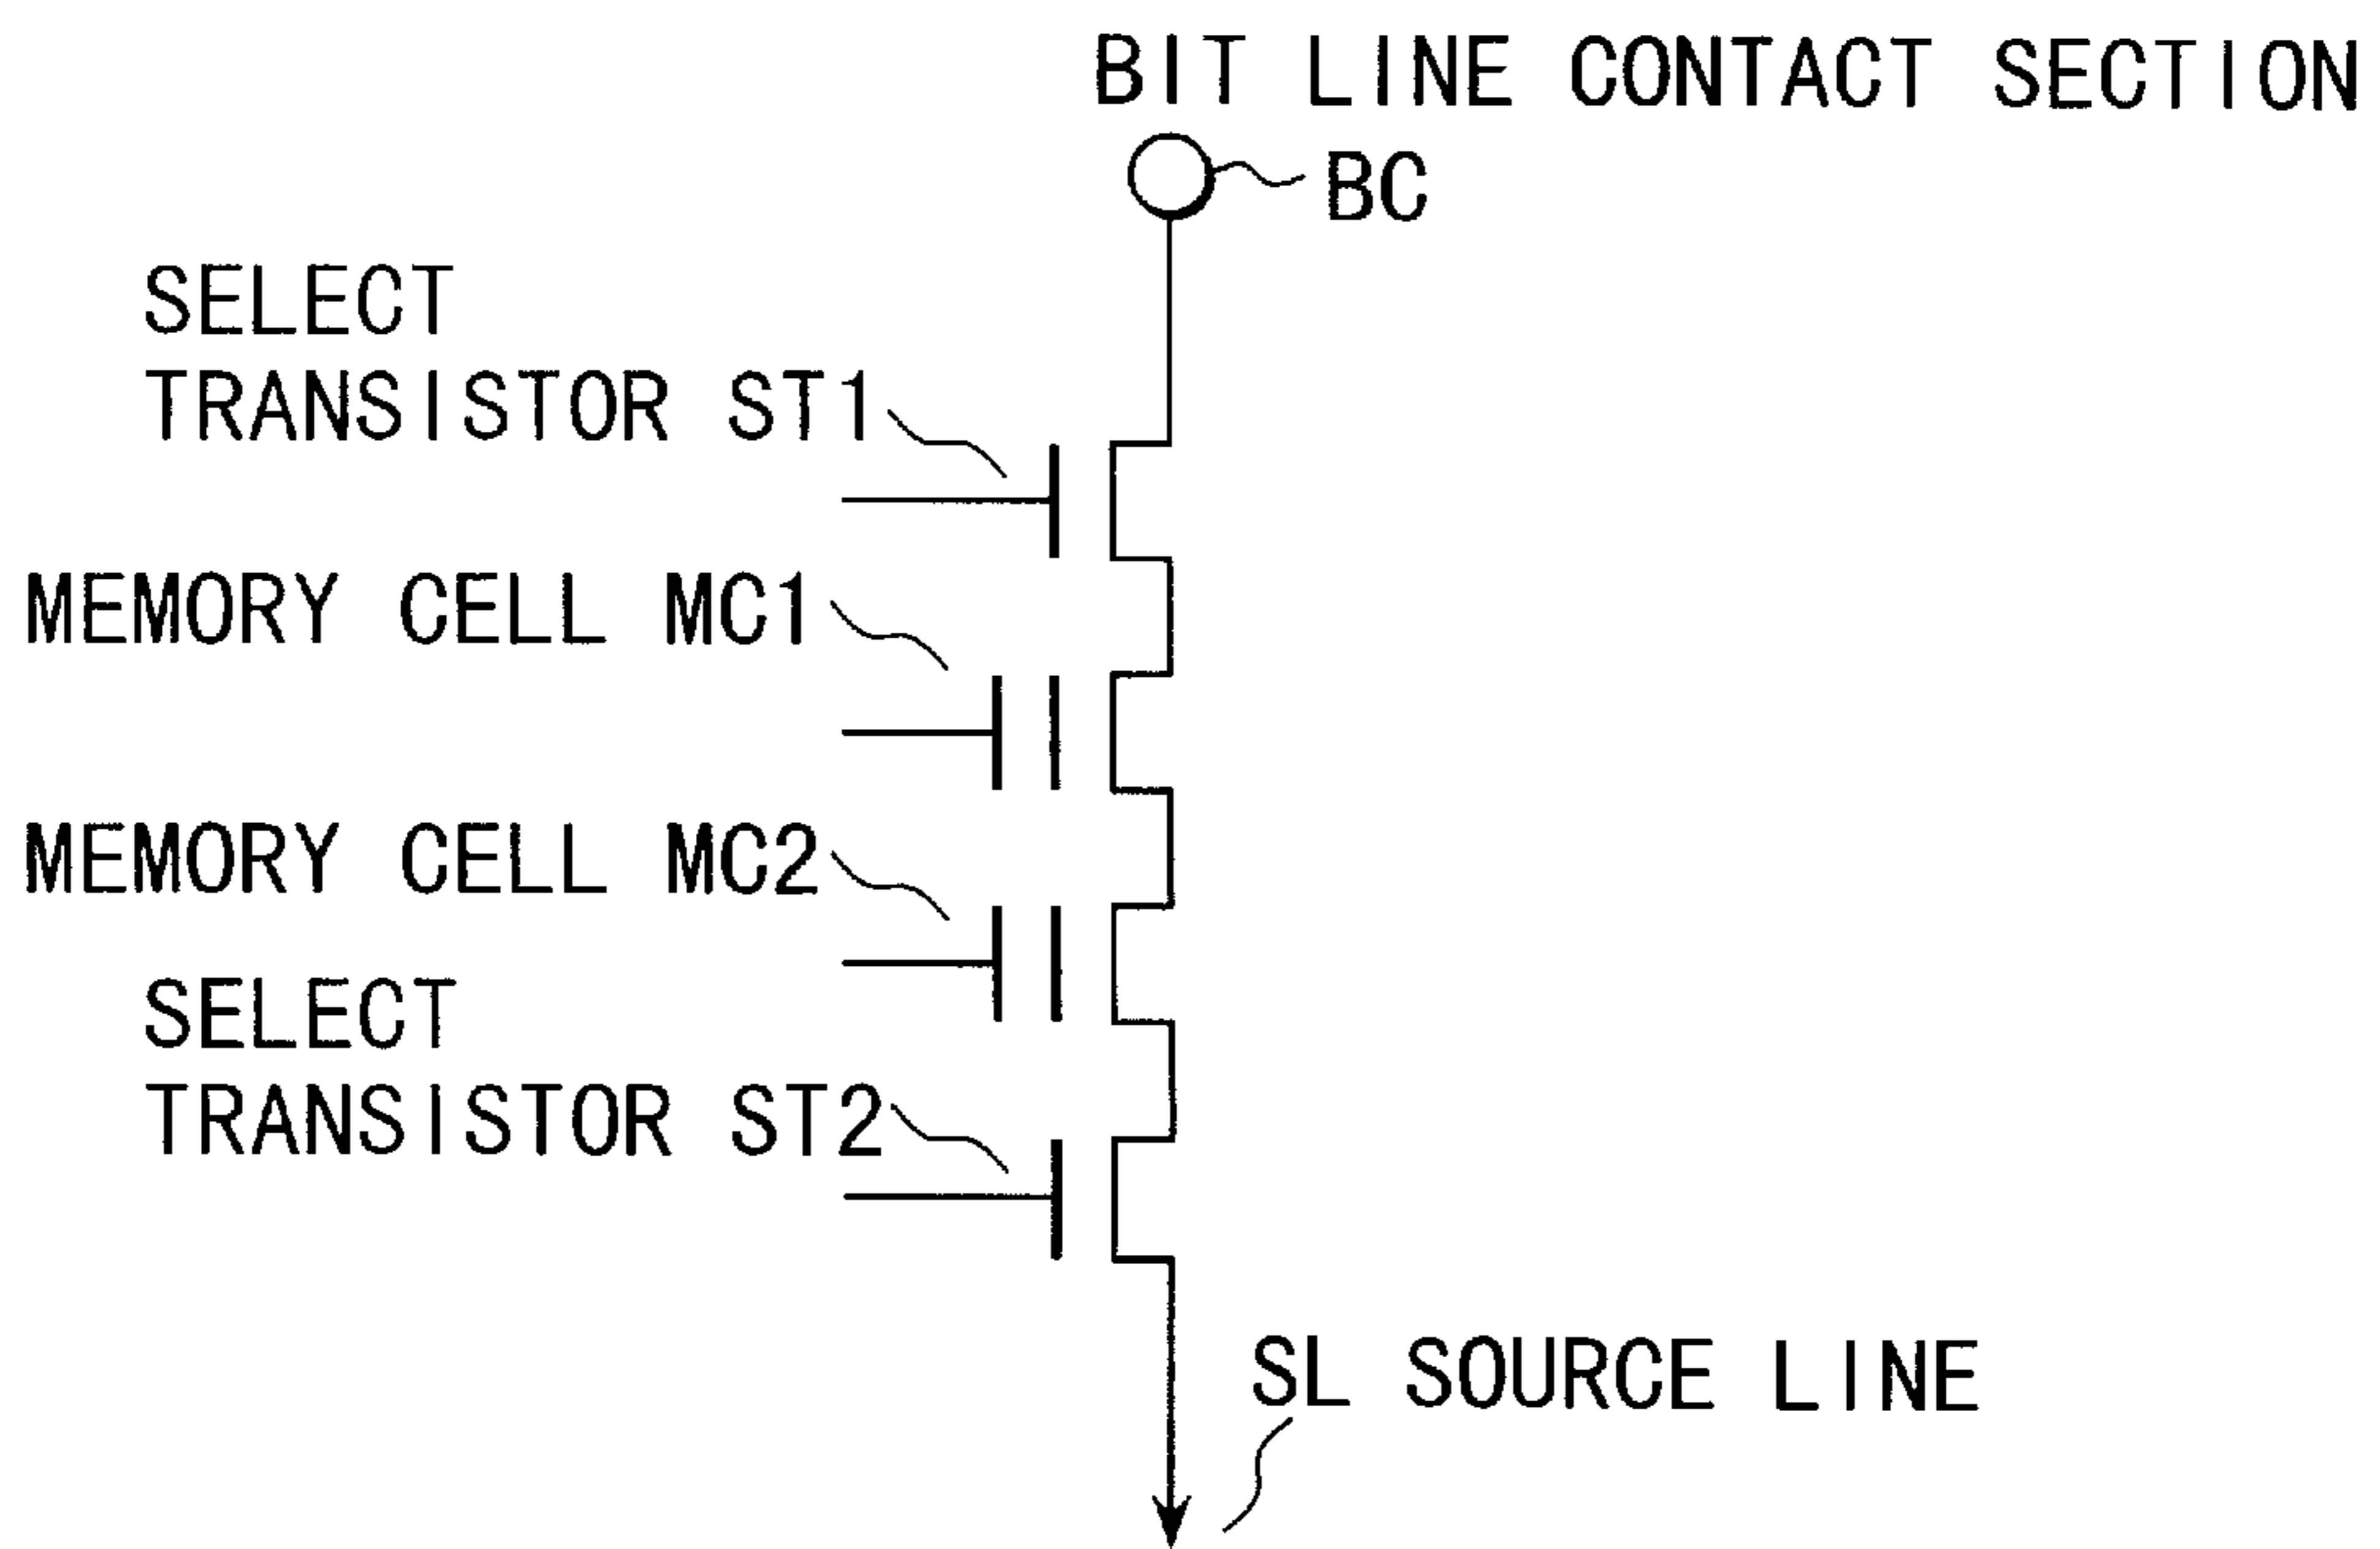 BIT LINE CONTACT SECTION
BC
SELECT
TRANSISTOR ST1
MEMORY CELL MC1
MEMORY CELL MC2
SELECT
TRANSISTOR ST2
SL SOURCE LINE